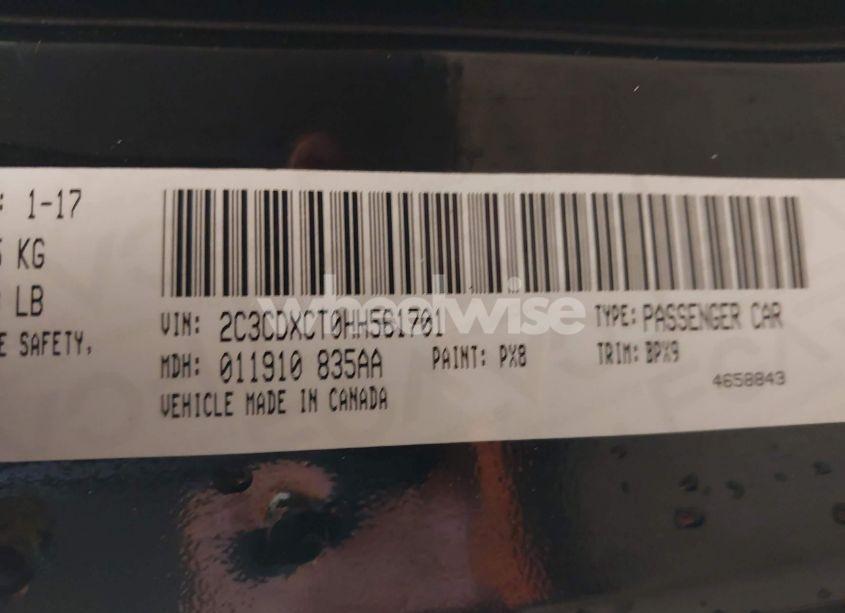 : 1-17
KG
LB
E SAFETY,
VIN: 2C3CDXCT0HH561701
TYPE: PASSENGER CAR
MDH: 011910 835AA
PAINT: PX8
TRIM: BPX9
VEHICLE MADE IN CANADA
4658843
wheelwise